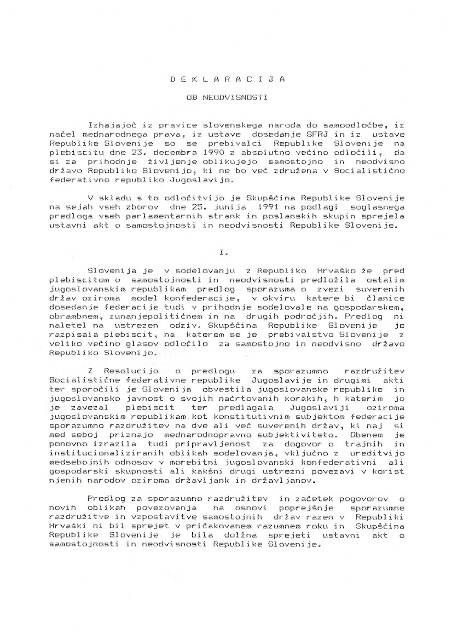 D E K L A R A C I J A
OB NEODVISNOSTI
Izhajajoč iz pravice slovenskega naroda do samoodločbe, iz
načel mednarodnega prava, iz ustave dosedanje SFRJ in iz ustave
Republike Slovenije so se prebivalci Republike Slovenije na
plebiscitu dne 23. decembra 1990 z absolutno večino odločili, da
si za prihodnje življenje oblikujejo samostojno in neodvisno
državo Republiko Slovenijo, ki ne bo več združena v Socialistično
federativno republiko Jugoslavijo.
V skladu s to odločitvijo je Skupščina Republike Slovenije
na sejah vseh zborov dne 25. junija 1991 na podlagi soglasnega
predloga vseh parlamentarnih strank in poslanskih skupin sprejela
ustavni akt o samostojnosti in neodvisnosti Republike Slovenije.
I.
Slovenija je v sodelovanju z Republiko Hrvaško že pred
plebiscitom o samostojnosti in neodvisnosti predložila ostalim
jugoslovanskim republikam predlog sporazuma o zvezi suverenih
držav oziroma model konfederacije, v okviru katere bi članice
dosedanje federacije tudi v prihodnje sodelovale na gospodarskem,
obrambnem, zunanjepolitičnem in na drugih področjih. Predlog ni
naletel na ustrezen odziv. Skupščina Republike Slovenije je
razpisala plebiscit, na katerem se je prebivalstvo Slovenije z
veliko večino glasov odločilo za samostojno in neodvisno državo
Republiko Slovenijo.
Z Resolucijo o predlogu za sporazumno razdružitev
Socialistične federativne republike Jugoslavije in drugimi akti
ter sporočili je Slovenija obvestila jugoslovanske republike in
jugoslovansko javnost o svojih načrtovanih korakih, h katerim jo
je zavezal plebiscit ter predlagala Jugoslaviji oziroma
jugoslovanskim republikam kot konstitutivnim subjektom federacije
sporazumno razdružitev na dve ali več suverenih držav, ki naj si
med seboj priznajo mednarodnopravno subjektiviteto. Obenem je
ponovno izrazila tudi pripravljenost za dogovor o trajnih in
institucionaliziranih oblikah sodelovanja, vključno z ureditvijo
medsebojnih odnosov v morebitni jugoslovanski konfederativni ali
gospodarski skupnosti ali kakšni drugi ustrezni povezavi v korist
njenih narodov oziroma državljank in državljanov.
Predlog za sporazumno razdružitev in začetek pogovorov o
novih oblikah povezovanja na osnovi poprejšnje sporazumne
razdružitve in vzpostavitve samostojnih držav razen v Republiki
Hrvaški ni bil sprejet v pričakovanem razumnem roku in Skupščina
Republike Slovenije je bila dolžna sprejeti ustavni akt o
samostojnosti in neodvisnosti Republike Slovenije.